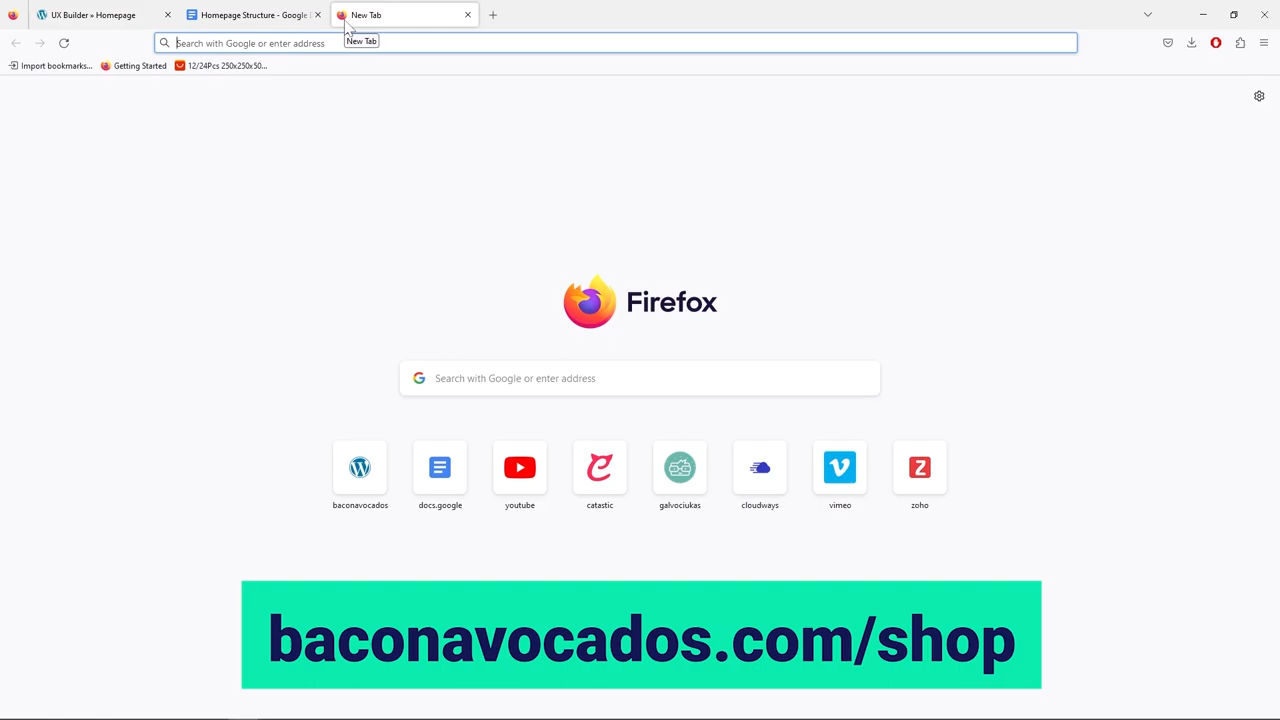 UX Builder » Homepage
Homepage Structure - Google D
New Tab
Search with Google or enter address
New Tab
Import bookmarks...
Getting Started
12/24Pcs 250x250x50...
Firefox
Search with Google or enter address
baconavocados
docs.google
youtube
catastic
galvociukas
cloudways
vimeo
zoho
baconavocados.com/shop